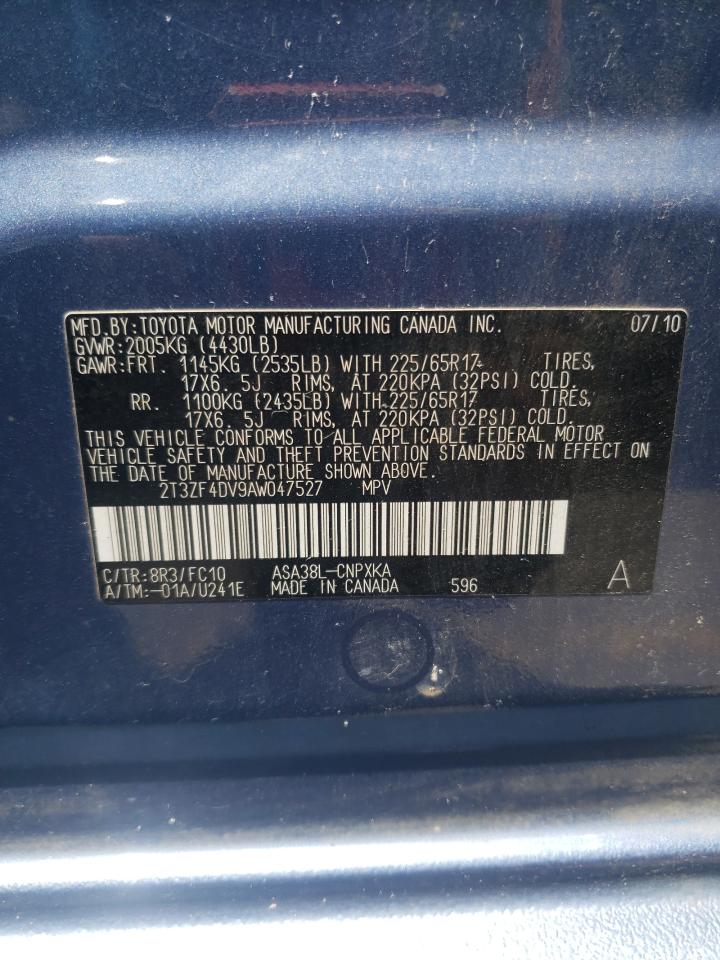 MFD.BY:TOYOTA MOTOR MANUFACTURING CANADA INC. 07/10
GVWR:2005KG (4430LB)
GAWR:FRT. 1145KG (2535LB) WITH 225/65R17 TIRES,
17X6. 5J RIMS, AT 220KPA (32PSI) COLD.
RR. 1100KG (2435LB) WITH 225/65R17 TIRES,
17X6. 5J RIMS, AT 220KPA (32PSI) COLD.
THIS VEHICLE CONFORMS TO ALL APPLICABLE FEDERAL MOTOR
VEHICLE SAFETY AND THEFT PREVENTION STANDARDS IN EFFECT ON
THE DATE OF MANUFACTURE SHOWN ABOVE.
2T3ZF4DV9AW047527 MPV
C/TR:8R3/FC10 ASA38L-CNPXKA
A/TM:-01A/U241E MADE IN CANADA 596 A